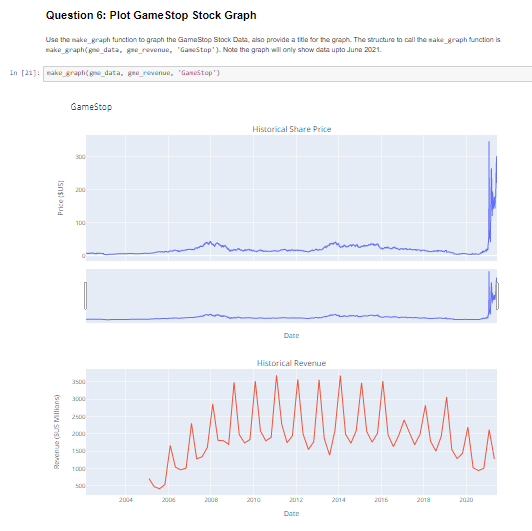 Question 6: Plot GameStop Stock Graph
Use the make_graph function to graph the GameStop Stock Data, also provide a title for the graph. The structure to call the make_graph function is
make_graph(gme_data, gme_revenue, 'GameStop'). Note the graph will only show data upto June 2021.
In [21]: make_graph(gme_data, gme_revenue, 'GameStop')
GameStop
Historical Share Price
300
200
100
0
Price ($US)
Date
Historical Revenue
3500
3000
2500
2000
1500
1000
500
Revenue ($US Millions)
2004 2006 2008 2010 2012 2014 2016 2018 2020
Date